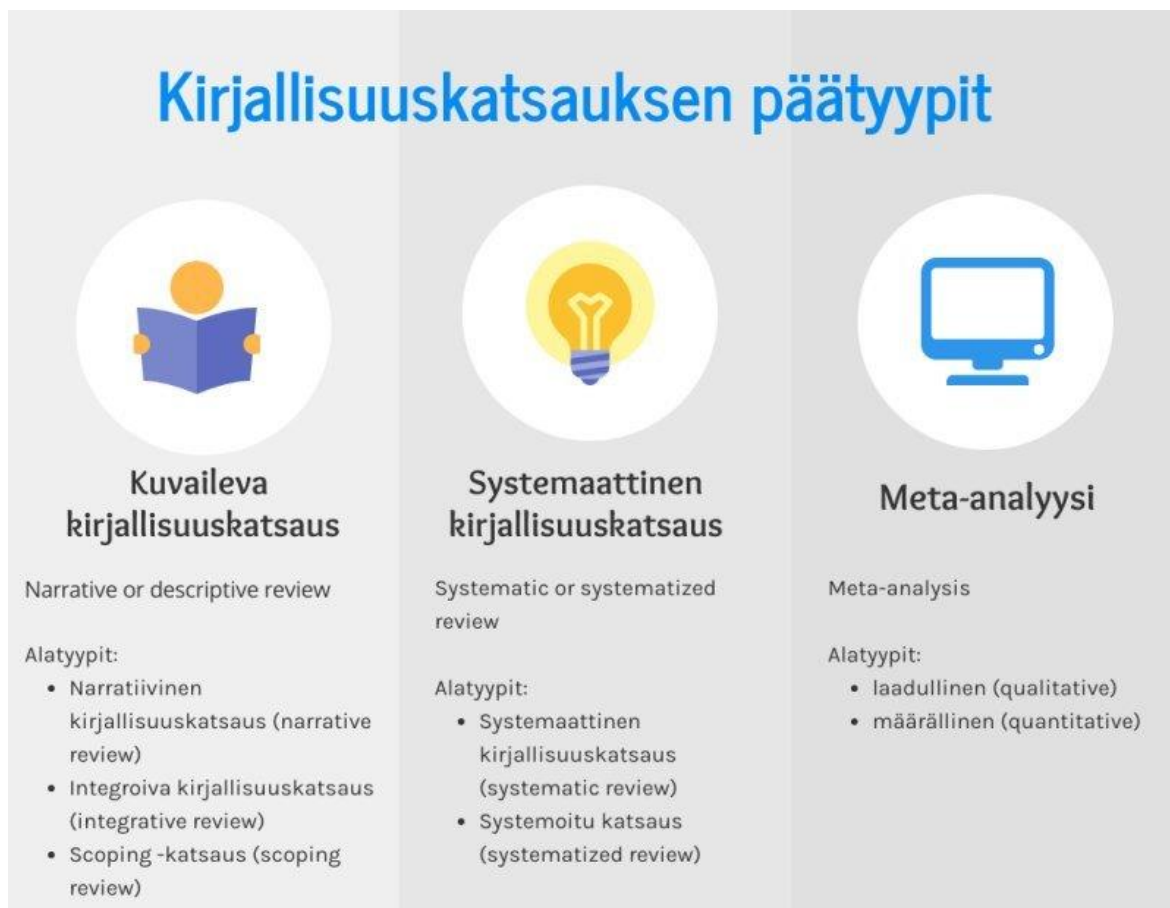 Kirjallisuuskatsauksen päätyypit
Kuvaileva
kirjallisuuskatsaus
Narrative or descriptive review
Alatyypit:
• Narratiivinen
kirjallisuuskatsaus (narrative
review)
• Integroiva kirjallisuuskatsaus
(integrative review)
• Scoping -katsaus (scoping
review)
Systemaattinen
kirjallisuuskatsaus
Systematic or systematized
review
Alatyypit:
• Systemaattinen
kirjallisuuskatsaus
(systematic review)
• Systemoitu katsaus
(systematized review)
Meta-analyysi
Meta-analysis
Alatyypit:
• laadullinen (qualitative)
• määrällinen (quantitative)